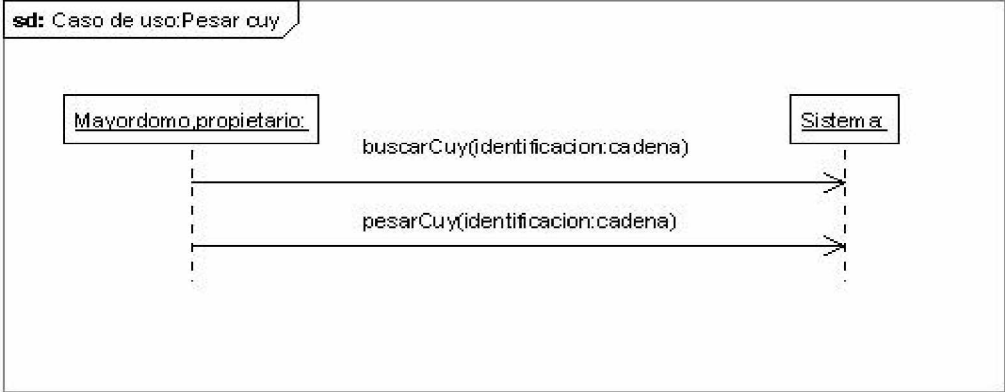 sd: Caso de uso:Pesar cuy
Mayordomo,propietario:
Sistema:
buscarCuy(identificacion:cadena)
pesarCuy(identificacion:cadena)